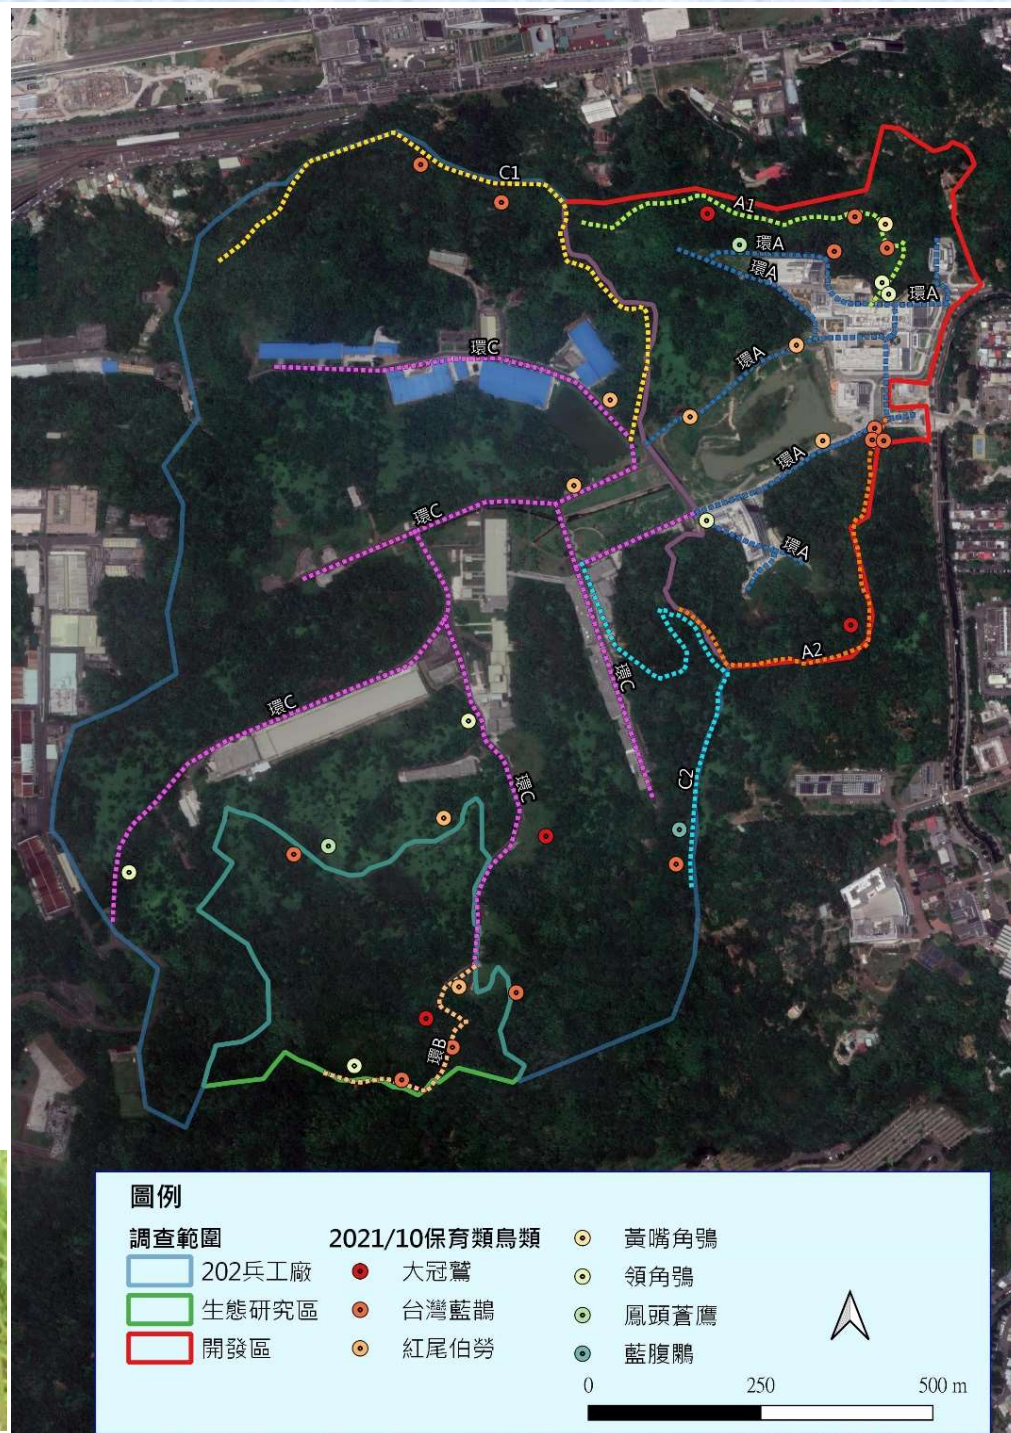 C1
A1
環A
環A
環A
環C
環A
環A
環C
環A
A2
環C
環C
C2
環C
環B
圖例
調查範圍
202兵工廠
生態研究區
開發區
2021/10保育類鳥類
大冠鷲
台灣藍鵲
紅尾伯勞
黃嘴角鴞
領角鴞
鳳頭蒼鷹
藍腹鷴
0 250 500 m